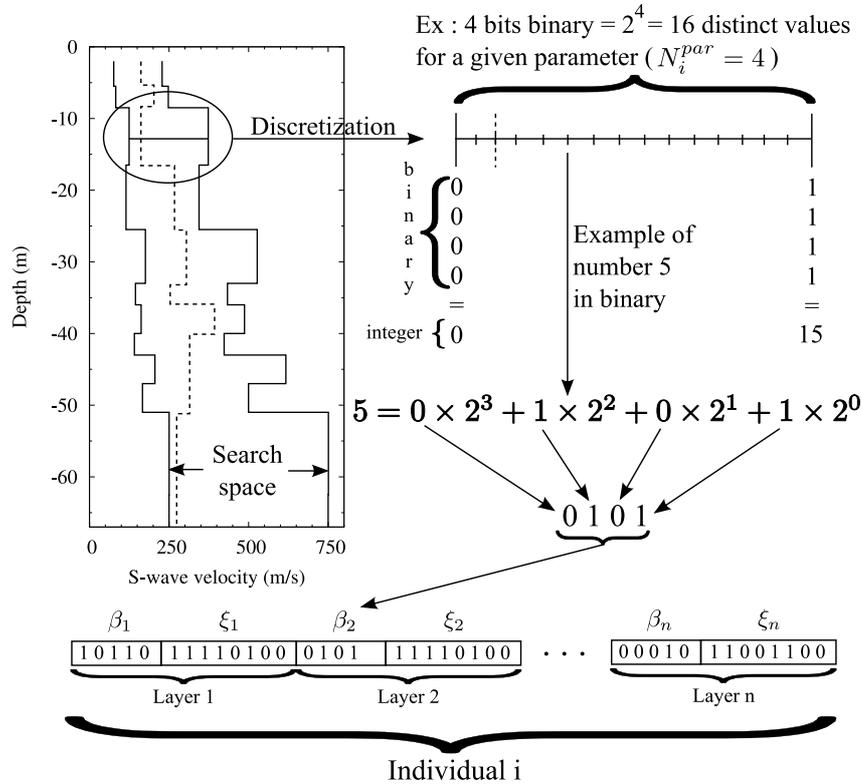 Ex : 4 bits binary = 2^4 = 16 distinct values
for a given parameter ( N_i^{par} = 4 )
0
-10
-20
-30
-40
-50
-60
Depth (m)
0 250 500 750
S-wave velocity (m/s)
Search
space
Discretization
b
i
n
a
r
y
0 1
0 1
0 1
0 1
= =
integer { 0 15
Example of
number 5
in binary
5 = 0 × 2^3 + 1 × 2^2 + 0 × 2^1 + 1 × 2^0
0 1 0 1
β_1 ξ_1 β_2 ξ_2 β_n ξ_n
1 0 1 1 0 1 1 1 1 0 1 0 0 0 1 0 1 1 1 1 1 0 1 0 0 · · · 0 0 0 1 0 1 1 0 0 1 1 0 0
Layer 1 Layer 2 Layer n
Individual i